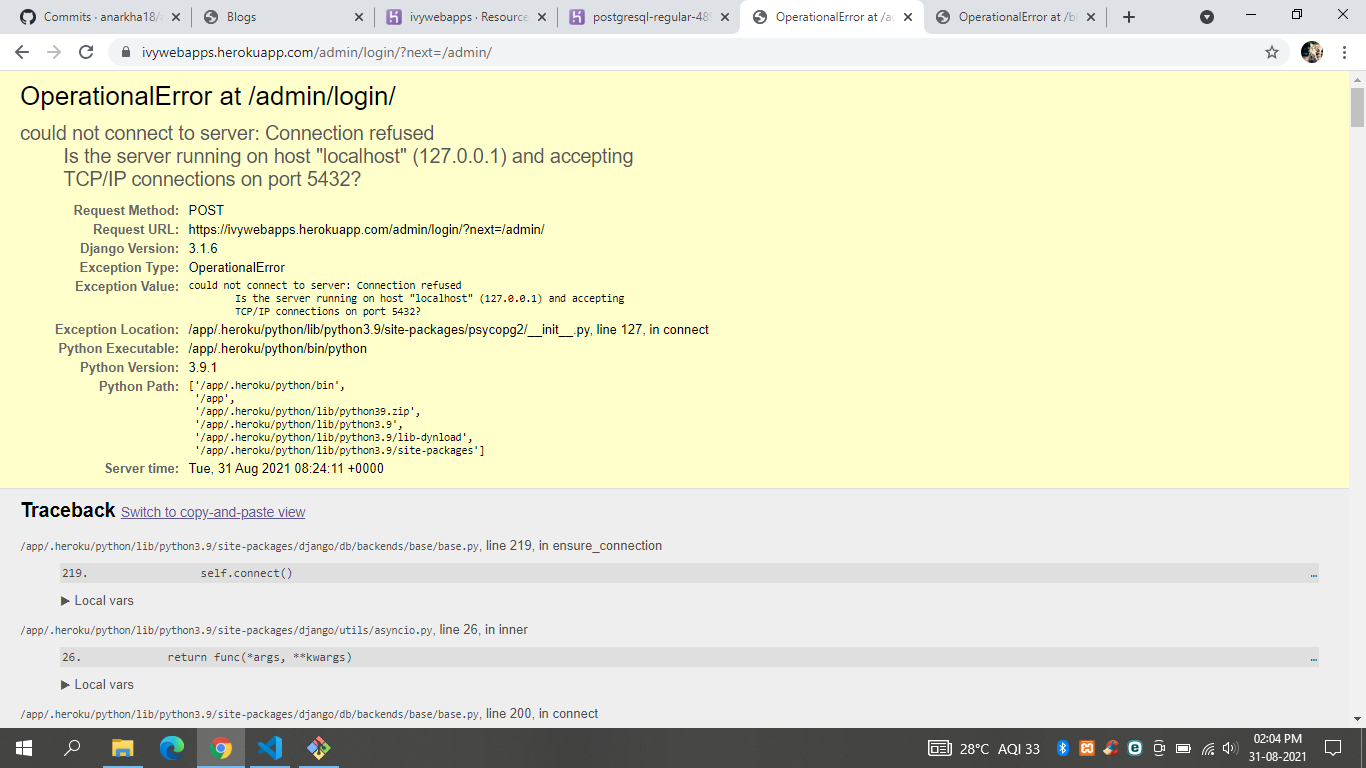 Commits · anarkha18/a
Blogs
ivywebapps · Resource
postgresql-regular-489
OperationalError at /ad
OperationalError at /bl
ivywebapps.herokuapp.com/admin/login/?next=/admin/
OperationalError at /admin/login/
could not connect to server: Connection refused
Is the server running on host "localhost" (127.0.0.1) and accepting
TCP/IP connections on port 5432?
Request Method: POST
Request URL: https://ivywebapps.herokuapp.com/admin/login/?next=/admin/
Django Version: 3.1.6
Exception Type: OperationalError
Exception Value: could not connect to server: Connection refused
Is the server running on host "localhost" (127.0.0.1) and accepting
TCP/IP connections on port 5432?
Exception Location: /app/.heroku/python/lib/python3.9/site-packages/psycopg2/__init__.py, line 127, in connect
Python Executable: /app/.heroku/python/bin/python
Python Version: 3.9.1
Python Path: ['/app/.heroku/python/bin',
'/app',
'/app/.heroku/python/lib/python39.zip',
'/app/.heroku/python/lib/python3.9',
'/app/.heroku/python/lib/python3.9/lib-dynload',
'/app/.heroku/python/lib/python3.9/site-packages']
Server time: Tue, 31 Aug 2021 08:24:11 +0000
Traceback Switch to copy-and-paste view
/app/.heroku/python/lib/python3.9/site-packages/django/db/backends/base/base.py, line 219, in ensure_connection
219. self.connect() …
▶ Local vars
/app/.heroku/python/lib/python3.9/site-packages/django/utils/asyncio.py, line 26, in inner
26. return func(*args, **kwargs) …
▶ Local vars
/app/.heroku/python/lib/python3.9/site-packages/django/db/backends/base/base.py, line 200, in connect
28°C AQI 33
02:04 PM
31-08-2021